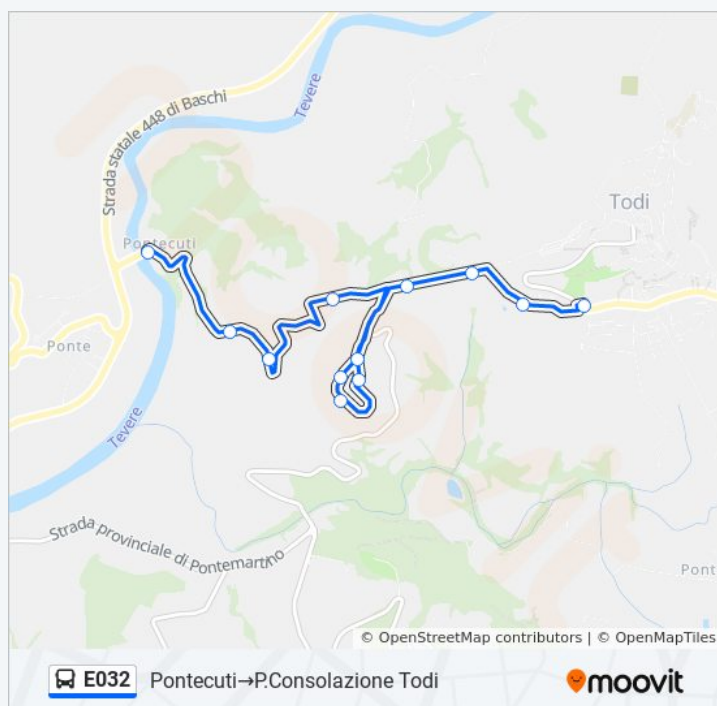 Tevere
Strada statale 448 di Baschi
Todi
Pontecuti
Ponte
Tevere
Strada provinciale di Pontemartino
Pont
© OpenStreetMap contributors | © OpenMapTiles
E032 Pontecuti→P.Consolazione Todi
moovit